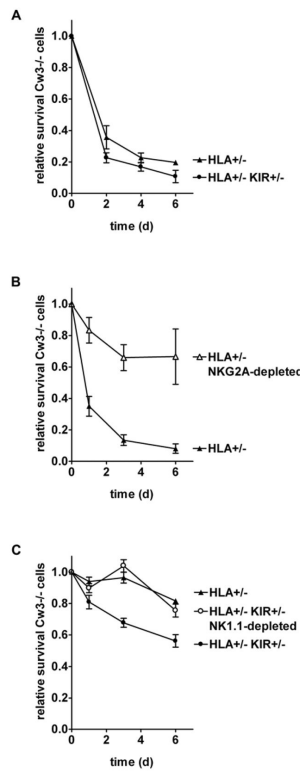 A
relative survival Cw3-/- cells
1.0
0.8
0.6
0.4
0.2
0.0
0 2 4 6
time (d)
HLA+/-
HLA+/- KIR+/-
B
relative survival Cw3-/- cells
1.0
0.8
0.6
0.4
0.2
0
0 2 4 6
time (d)
HLA+/-
NKG2A-depleted
HLA+/-
C
relative survival Cw3-/- cells
1.0
0.8
0.6
0.4
0.2
0
0 2 4 6
time (d)
HLA+/-
HLA+/- KIR+/-
NK1.1-depleted
HLA+/- KIR+/-